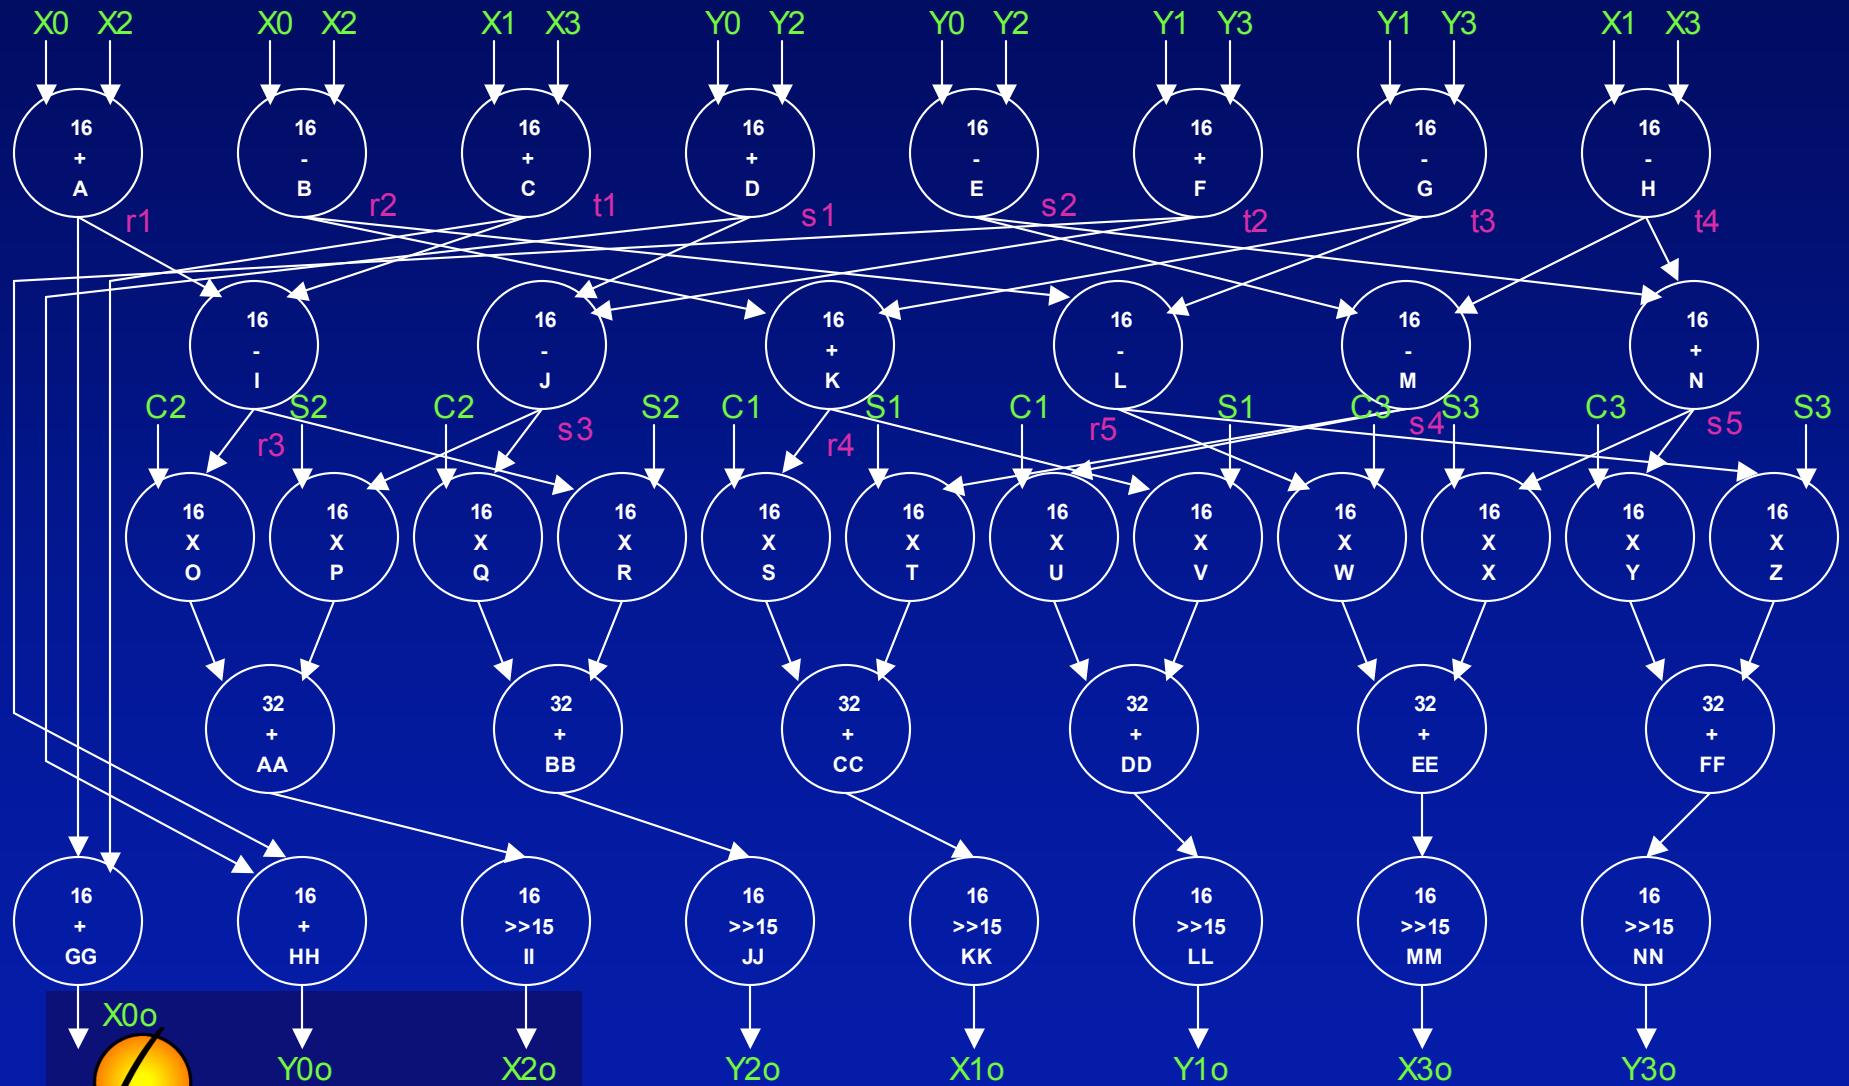 X0 X2 X0 X2 X1 X3 Y0 Y2 Y0 Y2 Y1 Y3 Y1 Y3 X1 X3
16 16 16 16 16 16 16 16
+ - + + - + - -
A B C D E F G H
r1 r2 t1 s1 s2 t2 t3 t4
16 16 16 16 16 16
- - + - - +
I J K L M N
C2 S2 C2 S2 C1 S1 C1 S1 C3 S3 C3 S3
r3 s3 r4 r5 s4 s5
16 16 16 16 16 16 16 16 16 16 16 16
X X X X X X X X X X X X
O P Q R S T U V W X Y Z
32 32 32 32 32 32
+ + + + + +
AA BB CC DD EE FF
16 16 16 16 16 16 16 16
+ + >>15 >>15 >>15 >>15 >>15 >>15
GG HH II JJ KK LL MM NN
X0o
Y0o X2o Y2o X1o Y1o X3o Y3o